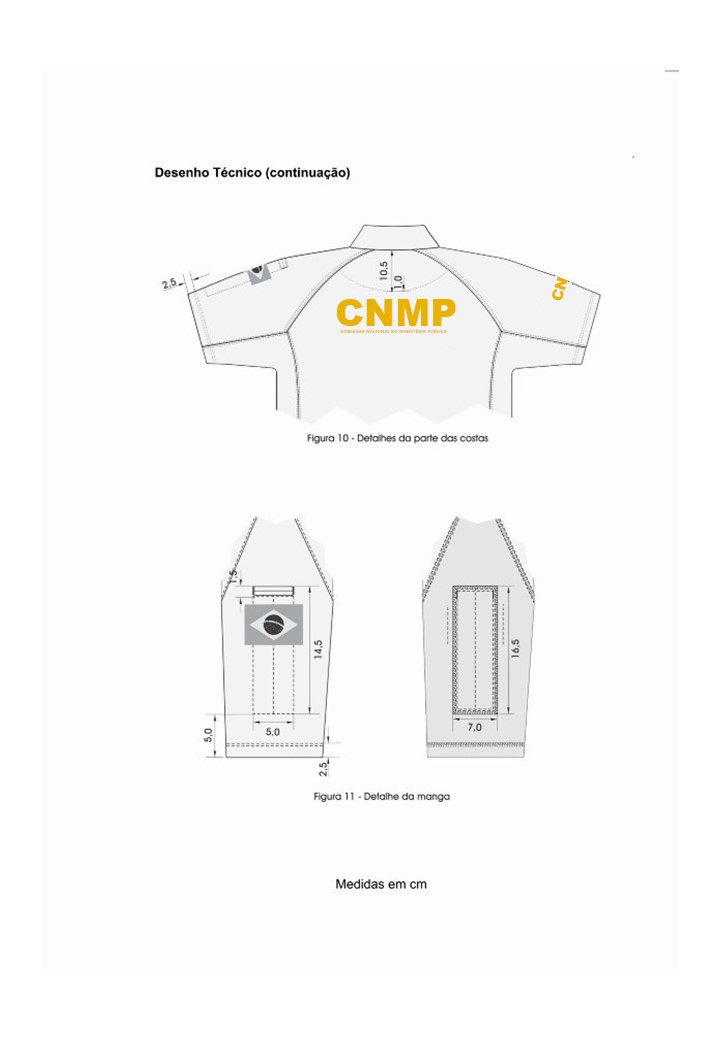 Desenho Técnico (continuação)
2,5
10,5
1,0
CN
CNMP
CONSELHO NACIONAL DO MINISTÉRIO PÚBLICO
Figura 10 - Detalhes da parte das costas
1,5
14,5
16,5
5,0
5,0
7,0
2,5
Figura 11 - Detalhe da manga
Medidas em cm